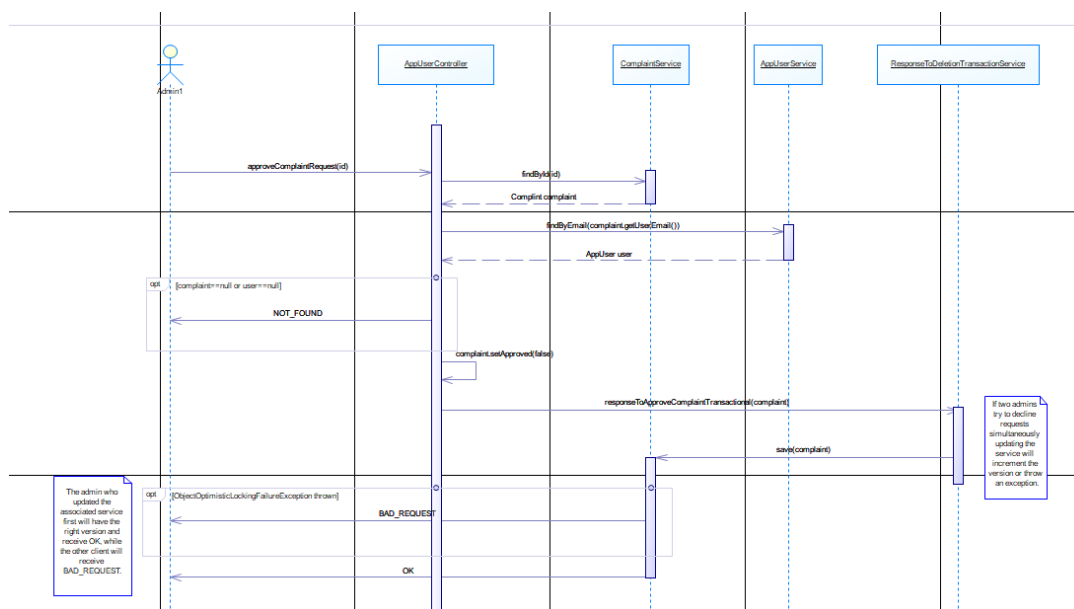 AppUserController
ComplaintService
AppUserService
ResponseToDeletionTransactionService
Admin1
approveComplaintRequest(id)
findById(id)
Complint complaint
findByEmail(complaint.getUserEmail())
AppUser user
opt
[complaint==null or user==null]
NOT_FOUND
complaint.setApproved(false)
responseToApproveComplaintTransactional(complaint)
If two admins
try to decline
requests
simultaneously
updating the
service will
increment the
version or throw
an exception.
save(complaint)
The admin who
updated the
associated service
first will have the
right version and
receive OK, while
the other client will
receive
BAD_REQUEST.
opt
[ObjectOptimisticLockingFailureException thrown]
BAD_REQUEST
OK